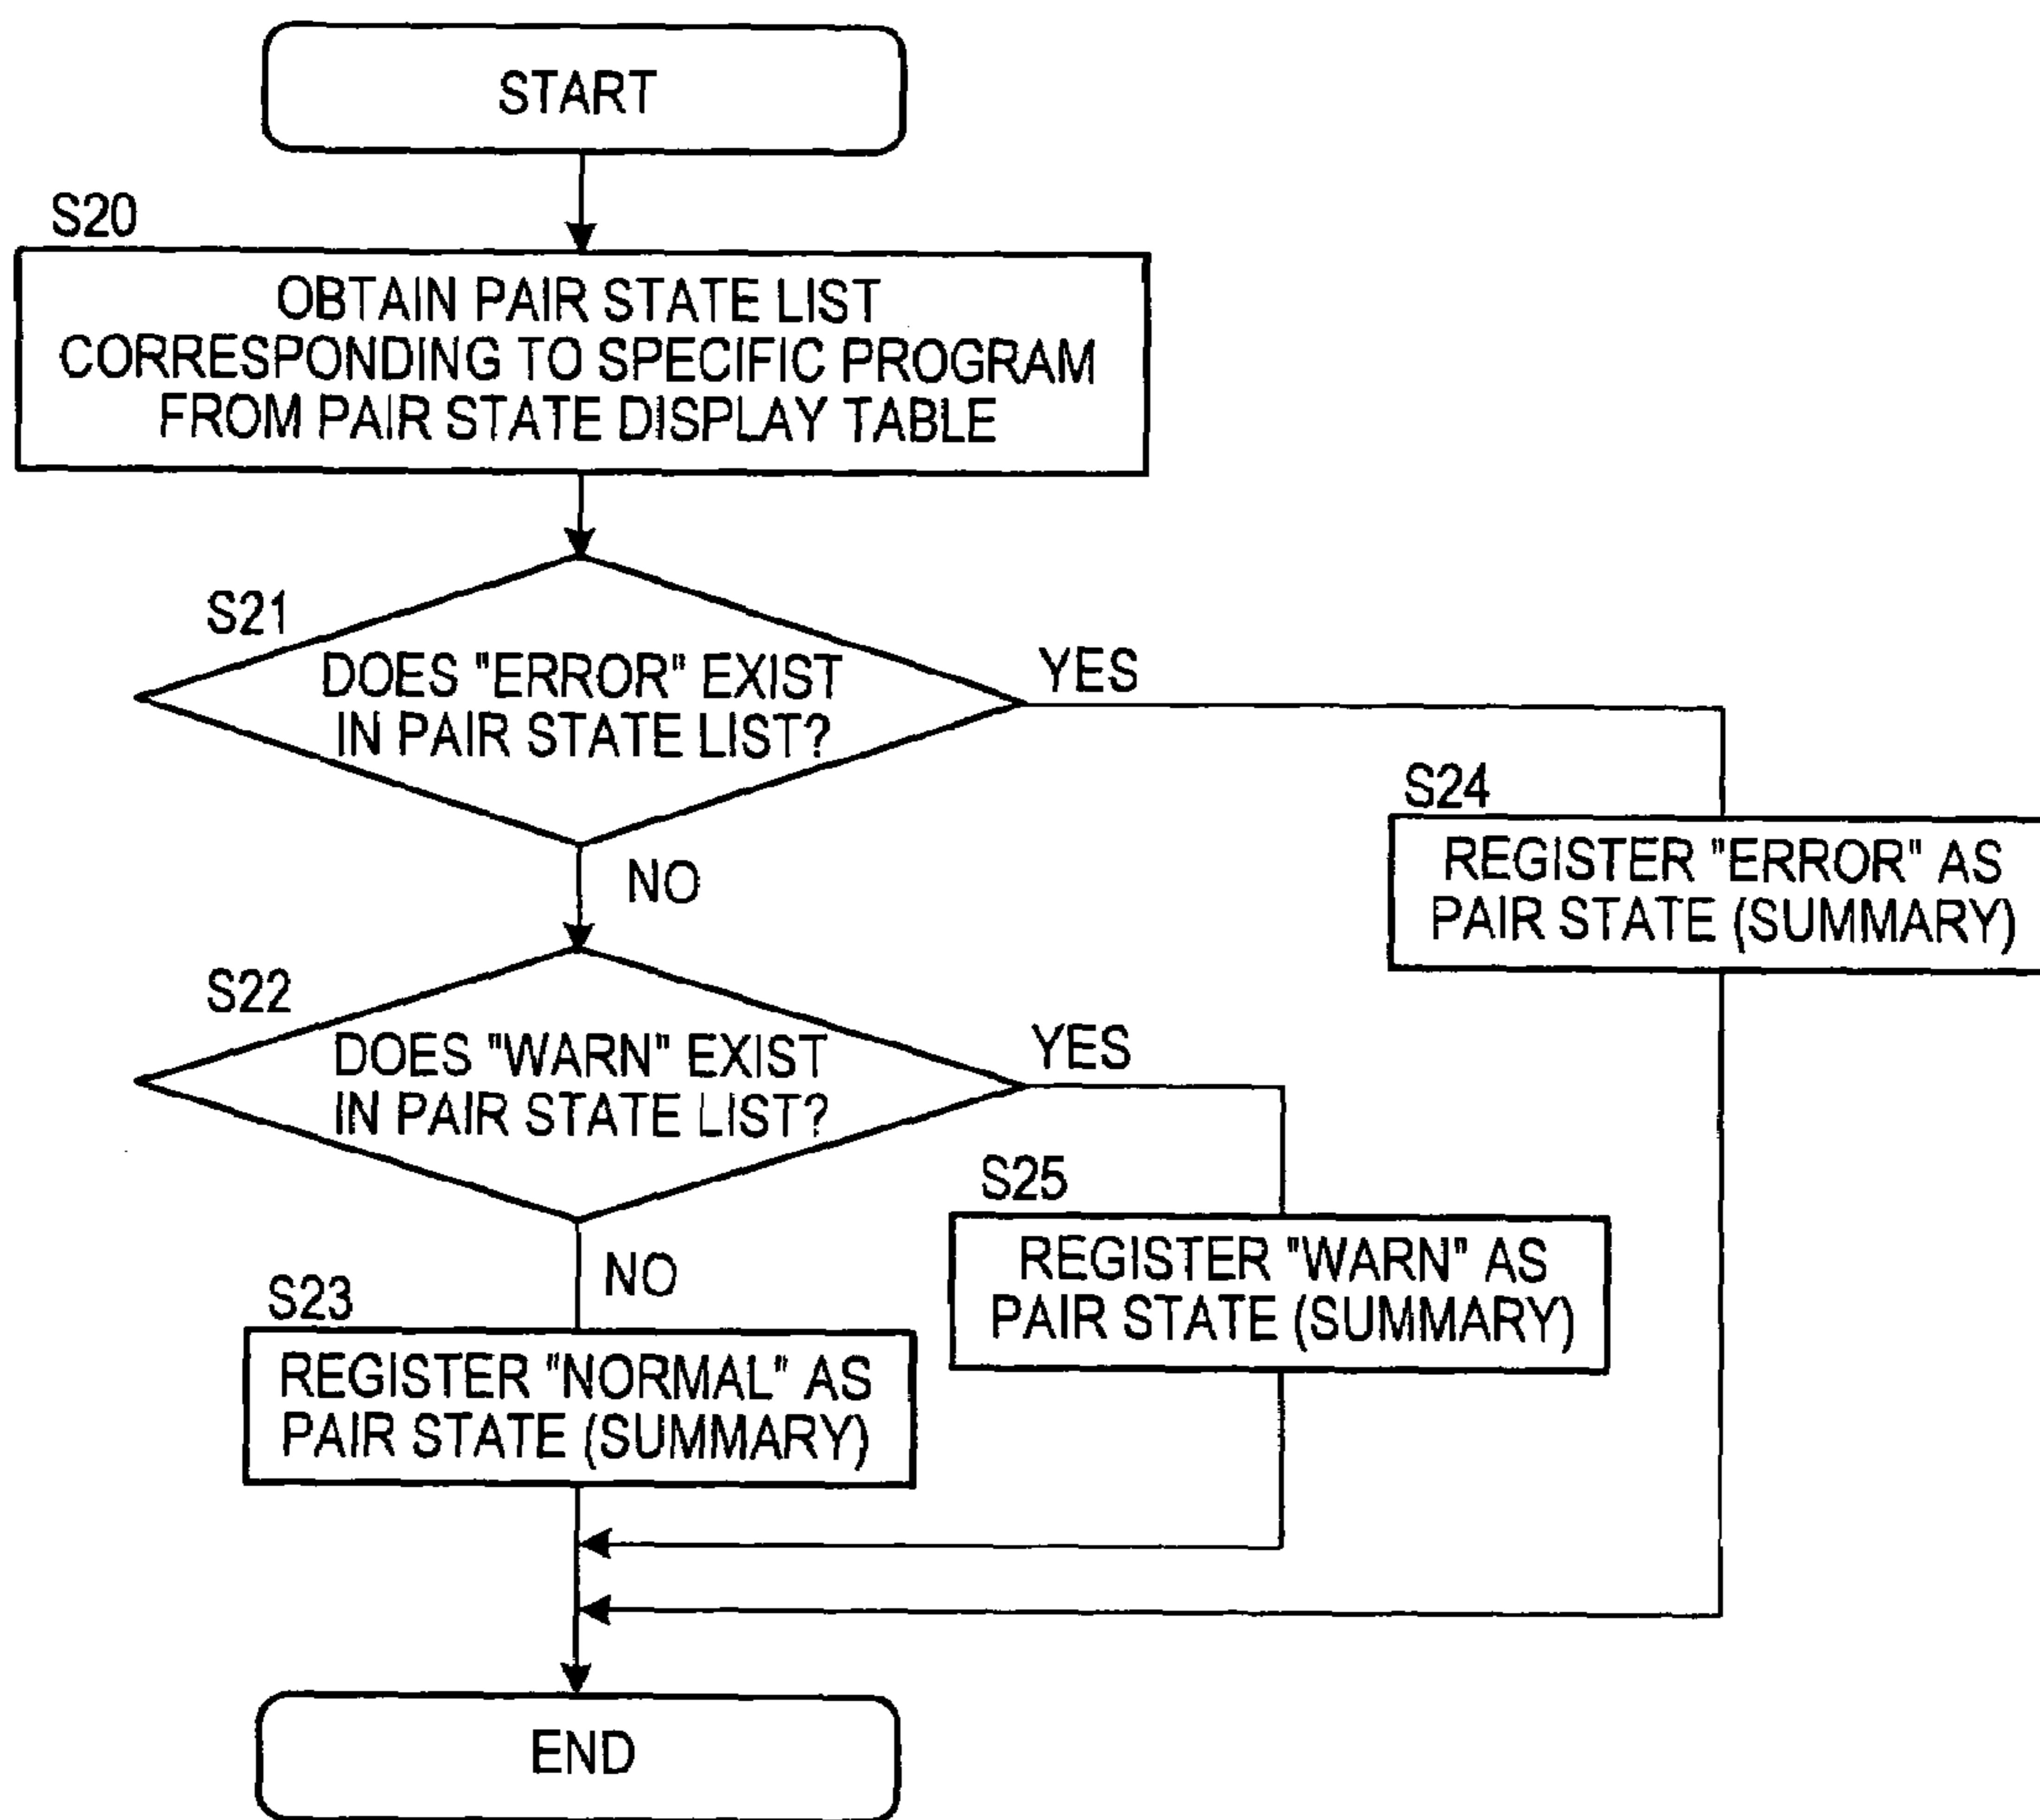 START
S20
OBTAIN PAIR STATE LIST
CORRESPONDING TO SPECIFIC PROGRAM
FROM PAIR STATE DISPLAY TABLE
S21
DOES "ERROR" EXIST
IN PAIR STATE LIST?
YES
NO
S24
REGISTER "ERROR" AS
PAIR STATE (SUMMARY)
S22
DOES "WARN" EXIST
IN PAIR STATE LIST?
YES
NO
S25
REGISTER "WARN" AS
PAIR STATE (SUMMARY)
S23
REGISTER "NORMAL" AS
PAIR STATE (SUMMARY)
END